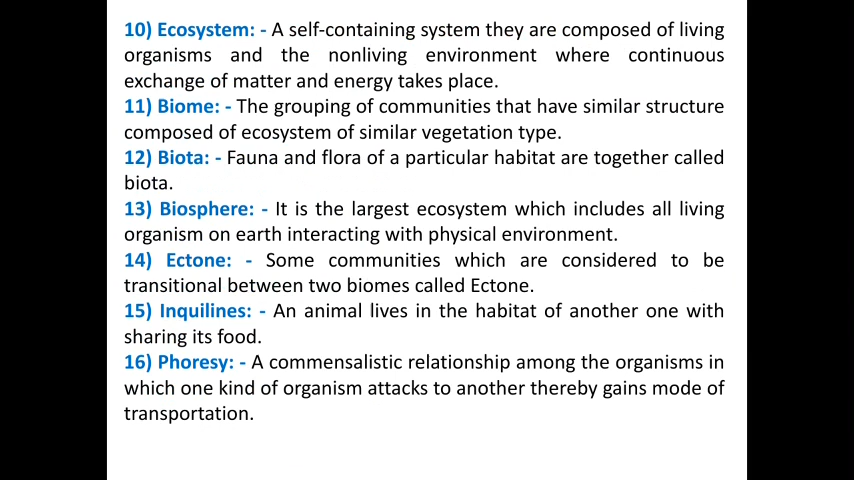 10) Ecosystem: - A self-containing system they are composed of living
organisms and the nonliving environment where continuous
exchange of matter and energy takes place.
11) Biome: - The grouping of communities that have similar structure
composed of ecosystem of similar vegetation type.
12) Biota: - Fauna and flora of a particular habitat are together called
biota.
13) Biosphere: - It is the largest ecosystem which includes all living
organism on earth interacting with physical environment.
14) Ectone: - Some communities which are considered to be
transitional between two biomes called Ectone.
15) Inquilines: - An animal lives in the habitat of another one with
sharing its food.
16) Phoresy: - A commensalistic relationship among the organisms in
which one kind of organism attacks to another thereby gains mode of
transportation.